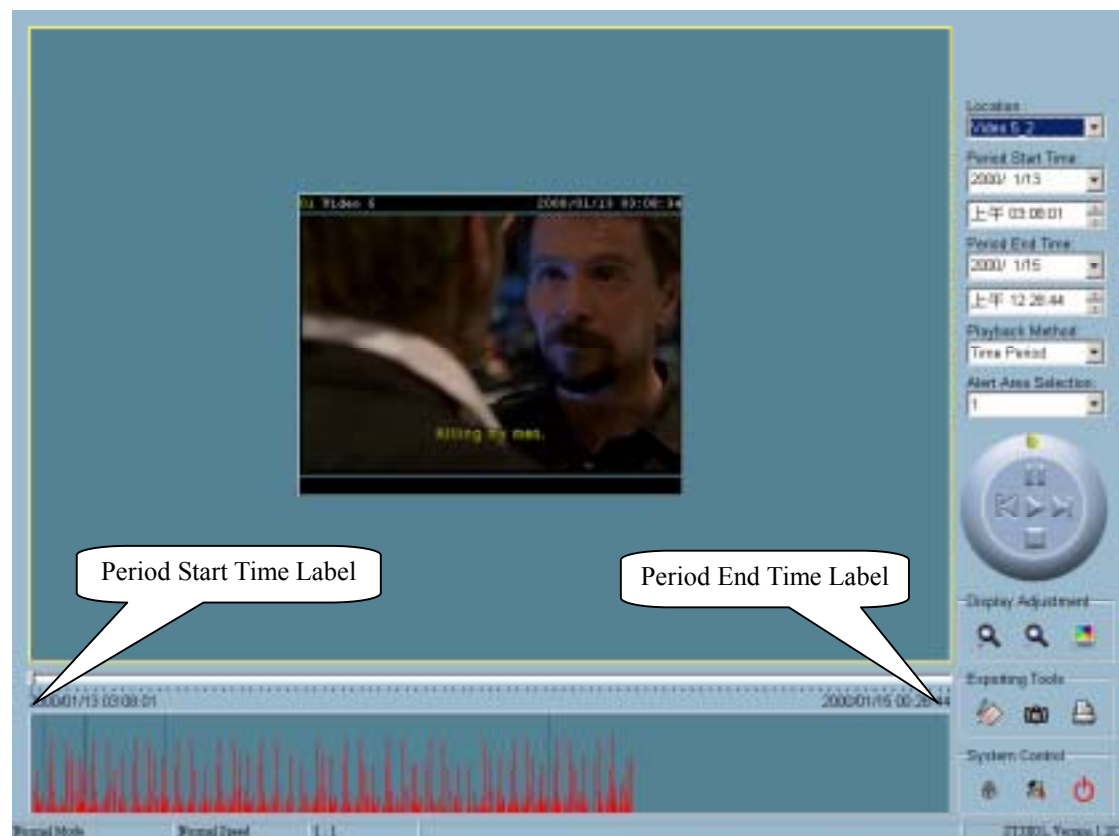 Video 5 2000/01/13 03:08:34
Killing my men.
Period Start Time Label
Period End Time Label
2000/01/13 03:08:01 2000/01/15 00:28:44
Location
Video 5_2
Period Start Time:
2000/ 1/13
上午 03:08:01
Period End Time:
2000/ 1/15
上午 12:28:44
Playback Method:
Time Period
Alert Area Selection:
1
Display Adjustment
Exporting Tools
System Control
Normal Mode Normal Speed 1 : 1